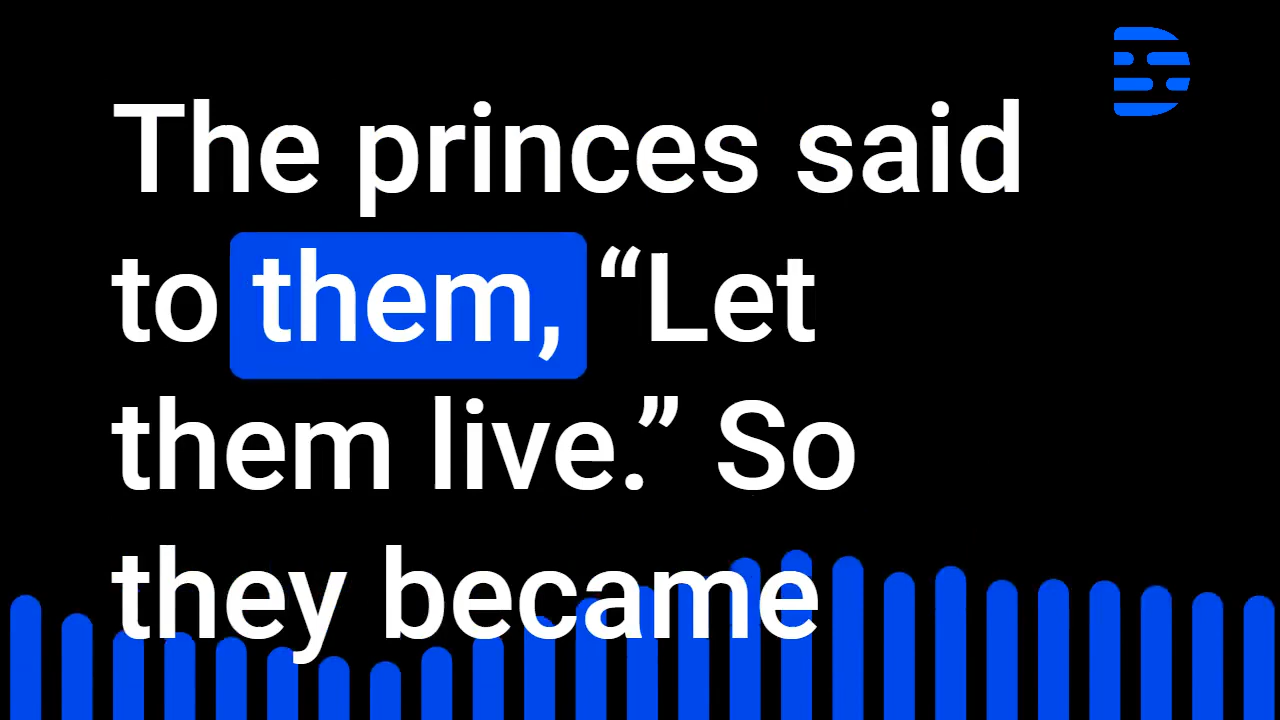 The princes said
to them, “Let
them live.” So
they became